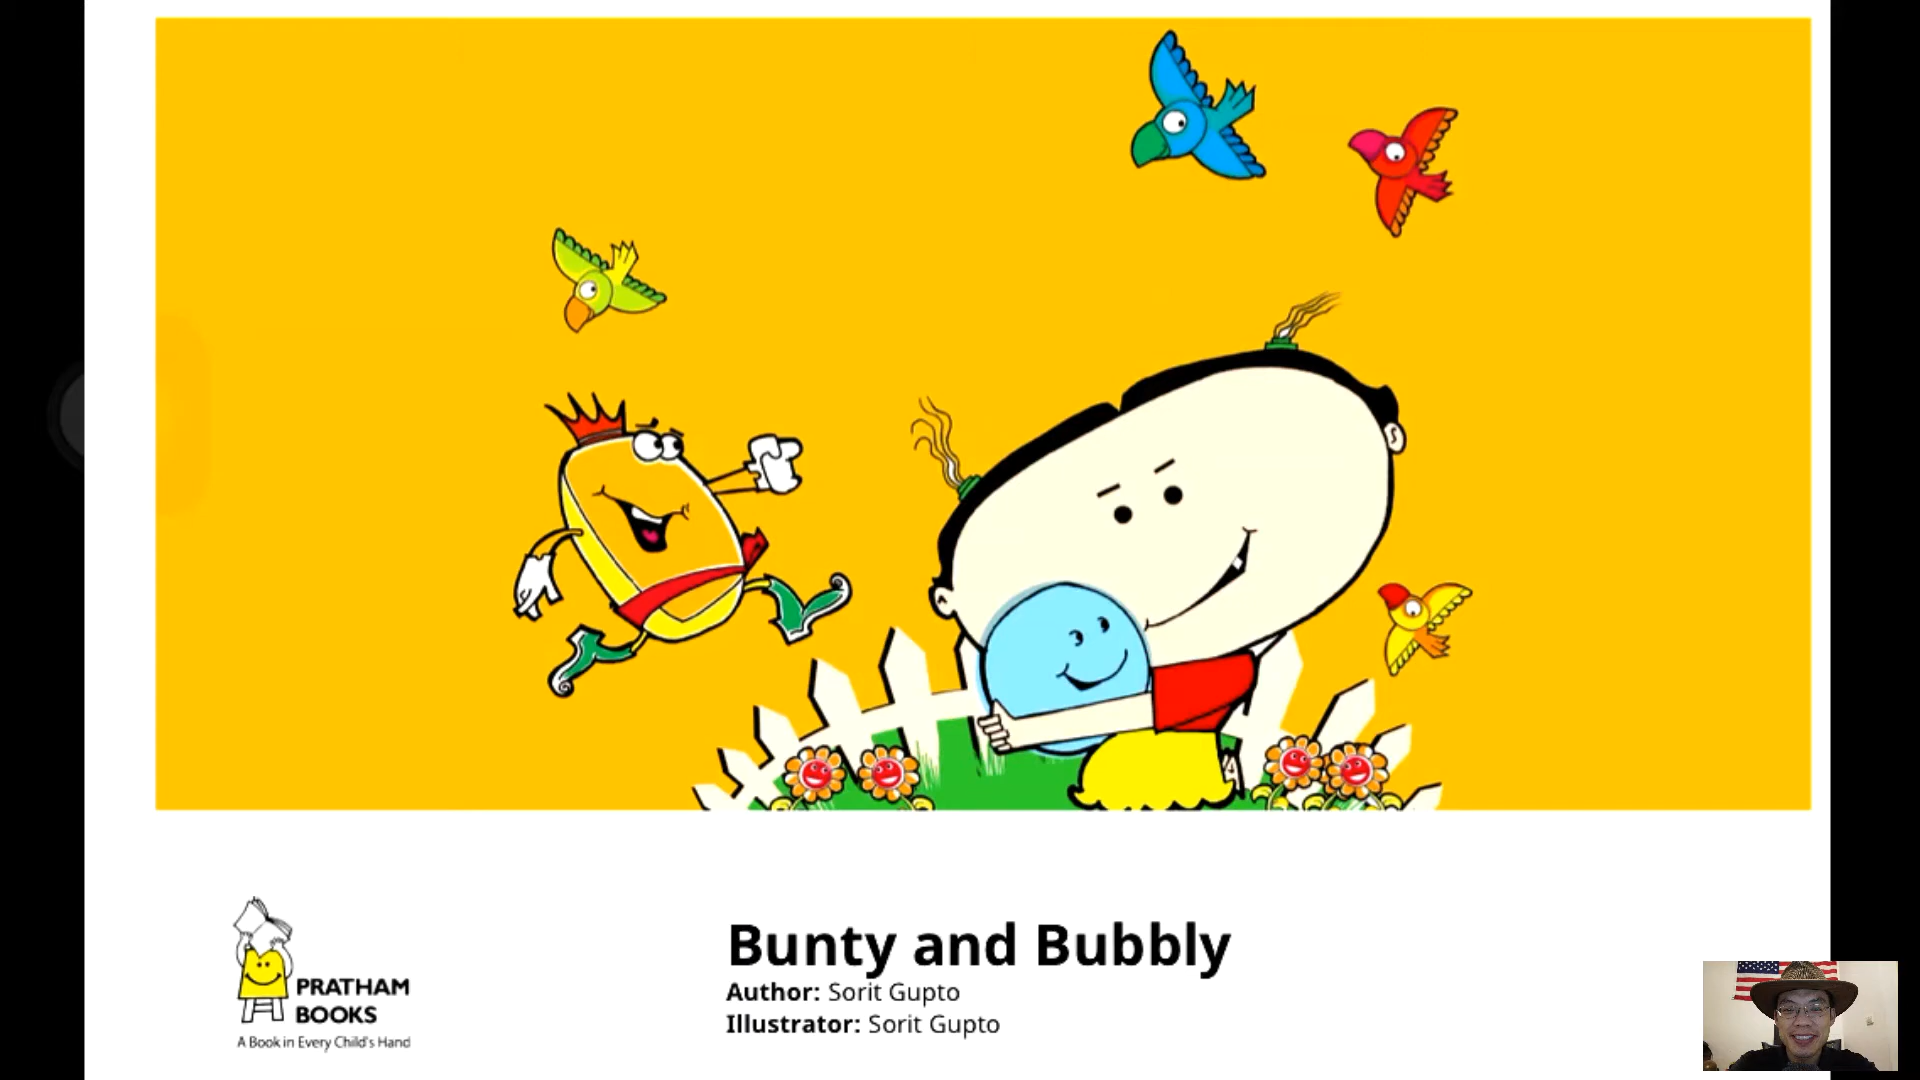 Bunty and Bubbly
Author: Sorit Gupto
Illustrator: Sorit Gupto
PRATHAM
BOOKS
A Book in Every Child's Hand